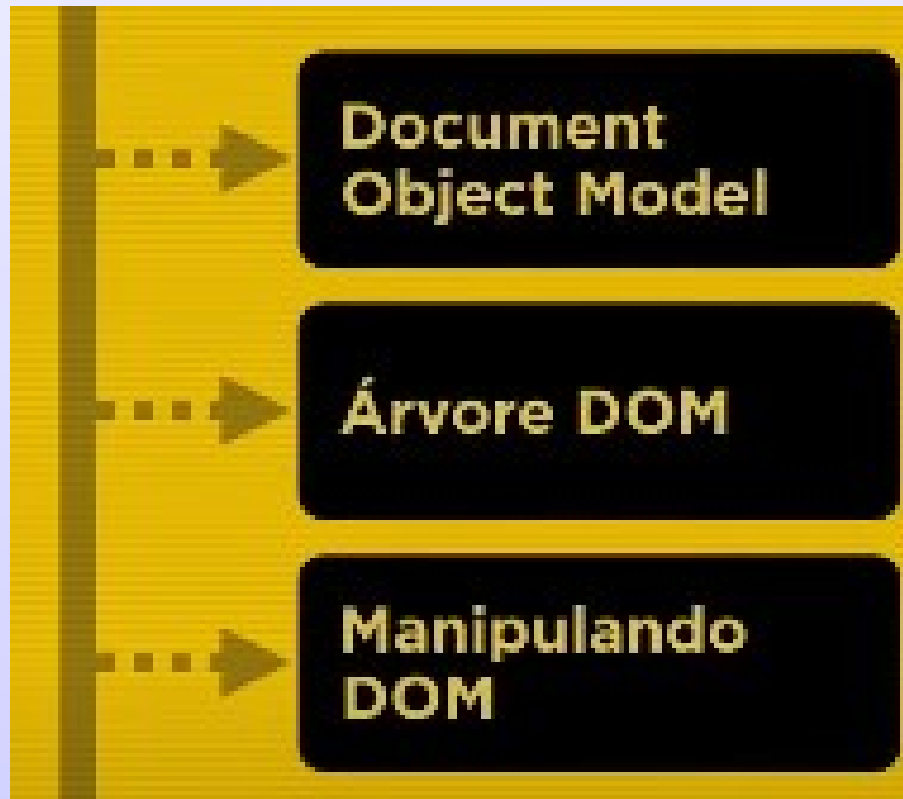 Document
Object Model
Árvore DOM
Manipulando
DOM